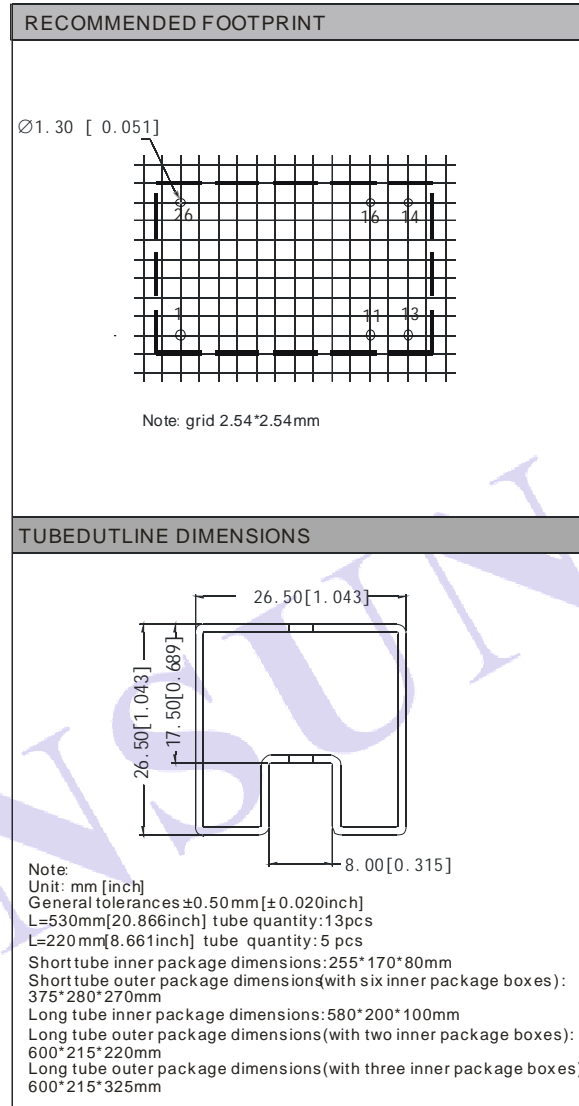 RECOMMENDED FOOTPRINT
∅1.30 [ 0.051]
26
16
14
1
11
13
Note: grid 2.54*2.54mm
TUBEDUTLINE DIMENSIONS
26.50[1.043]
26.50[1.043]
17.50[0.689]
8.00[0.315]
Note:
Unit: mm [inch]
General tolerances ±0.50mm[±0.020inch]
L=530mm[20.866inch] tube quantity:13pcs
L=220mm[8.661inch] tube quantity:5 pcs
Short tube inner package dimensions:255*170*80mm
Short tube outer package dimensions(with six inner package boxes):
375*280*270mm
Long tube inner package dimensions:580*200*100mm
Long tube outer package dimensions(with two inner package boxes):
600*215*220mm
Long tube outer package dimensions(with three inner package boxes)
600*215*325mm
NSUN